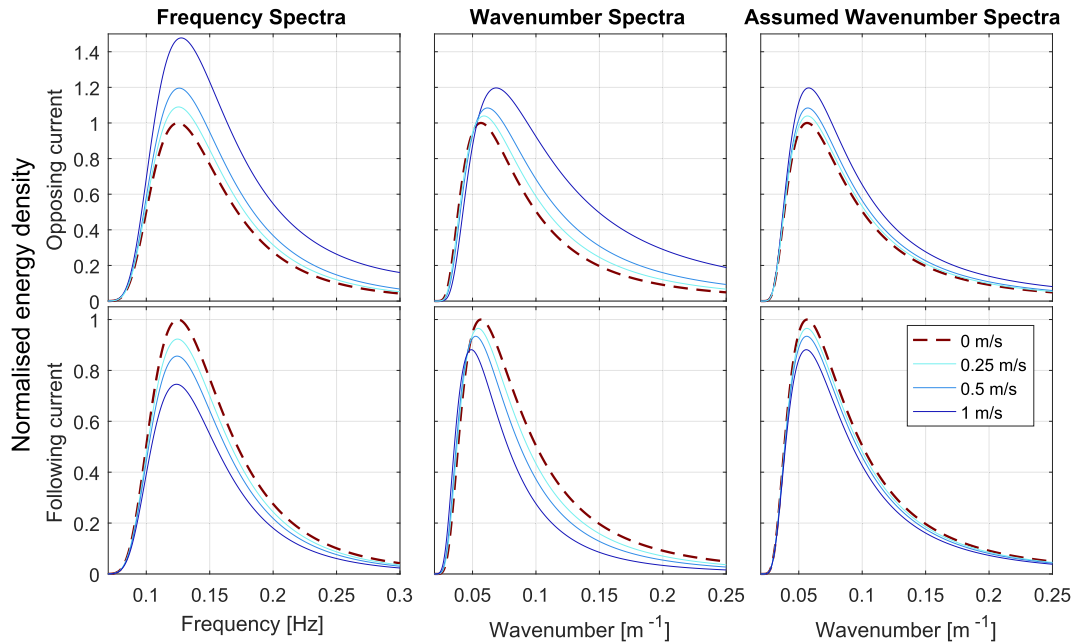 Frequency Spectra
Wavenumber Spectra
Assumed Wavenumber Spectra
Normalised energy density
Opposing current
1.4
1.2
1
0.8
0.6
0.4
0.2
0
Following current
1
0.8
0.6
0.4
0.2
0
0 m/s
0.25 m/s
0.5 m/s
1 m/s
0.1 0.15 0.2 0.25 0.3
0.05 0.1 0.15 0.2 0.25
0.05 0.1 0.15 0.2 0.25
Frequency [Hz]
Wavenumber [m⁻¹]
Wavenumber [m⁻¹]